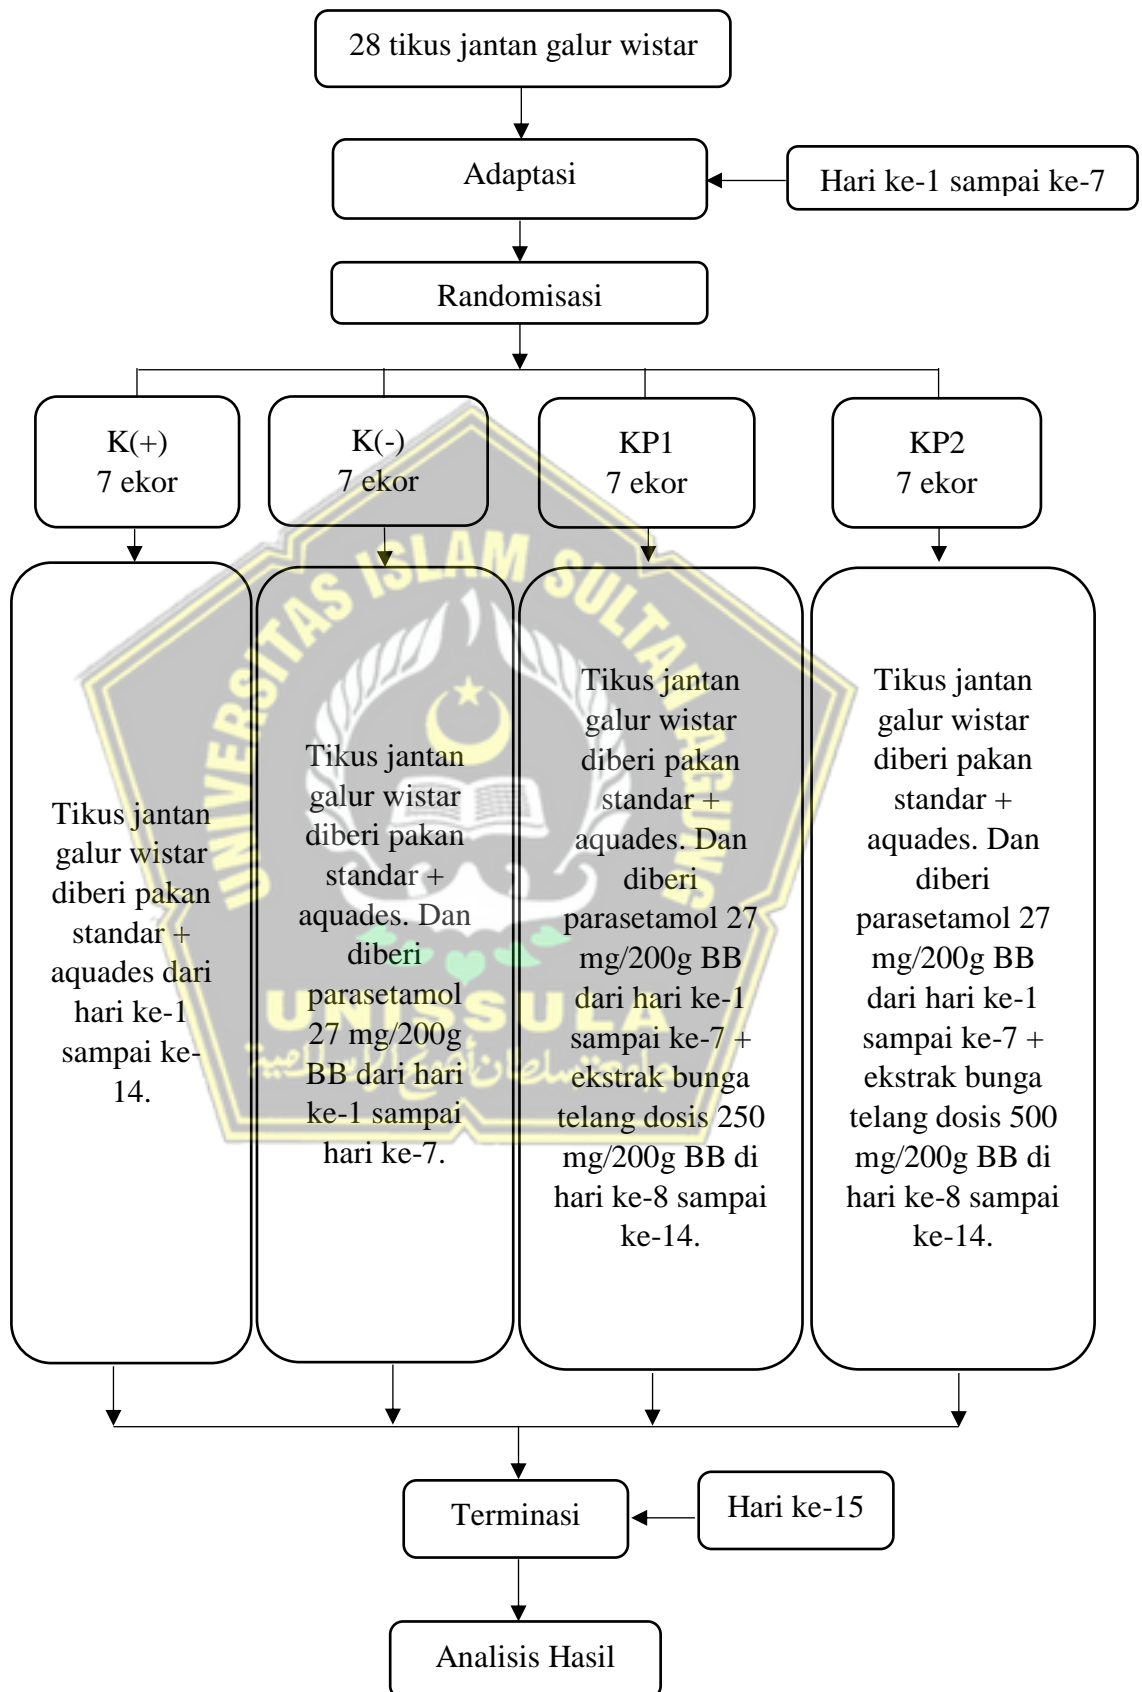 28 tikus jantan galur wistar
Adaptasi
Hari ke-1 sampai ke-7
Randomisasi
K(+)
7 ekor
K(-)
7 ekor
KP1
7 ekor
KP2
7 ekor
Tikus jantan
galur wistar
diberi pakan
standar +
aquades dari
hari ke-1
sampai ke-
14.
Tikus jantan
galur wistar
diberi pakan
standar +
aquades. Dan
diberi
parasetamol
27 mg/200g
BB dari hari
ke-1 sampai
hari ke-7.
Tikus jantan
galur wistar
diberi pakan
standar +
aquades. Dan
diberi
parasetamol 27
mg/200g BB
dari hari ke-1
sampai ke-7 +
ekstrak bunga
telang dosis 250
mg/200g BB di
hari ke-8 sampai
ke-14.
Tikus jantan
galur wistar
diberi pakan
standar +
aquades. Dan
diberi
parasetamol 27
mg/200g BB
dari hari ke-1
sampai ke-7 +
ekstrak bunga
telang dosis 500
mg/200g BB di
hari ke-8 sampai
ke-14.
UNIVERSITAS ISLAM SULTAN AGUNG
UNISSULA
Terminasi
Hari ke-15
Analisis Hasil